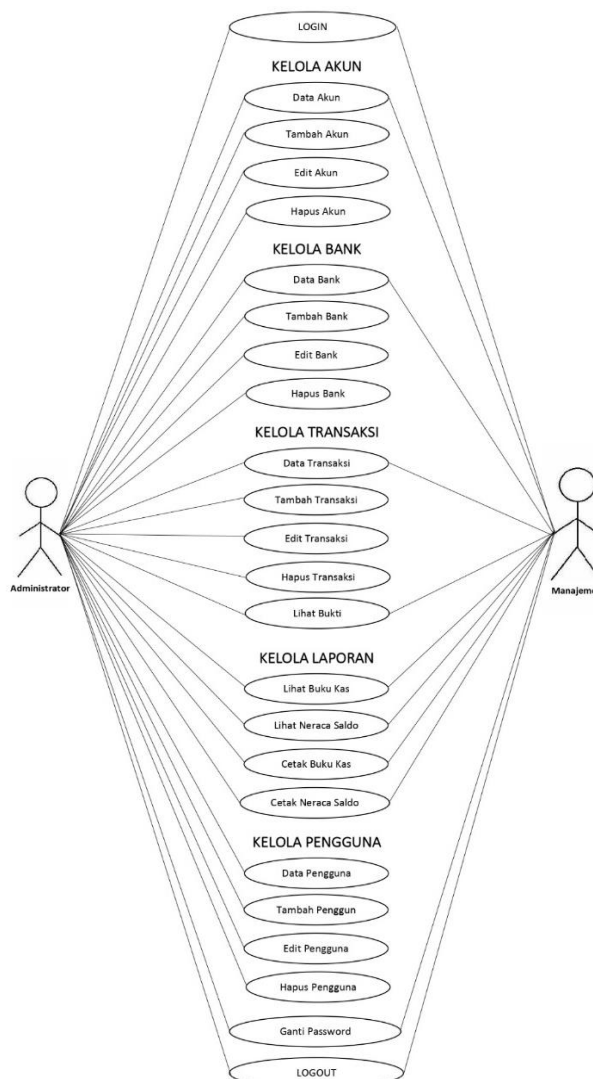 LOGIN
KELOLA AKUN
Data Akun
Tambah Akun
Edit Akun
Hapus Akun
KELOLA BANK
Data Bank
Tambah Bank
Edit Bank
Hapus Bank
KELOLA TRANSAKSI
Data Transaksi
Tambah Transaksi
Edit Transaksi
Hapus Transaksi
Lihat Bukti
Administrator
Manajeme
KELOLA LAPORAN
Lihat Buku Kas
Lihat Neraca Saldo
Cetak Buku Kas
Cetak Neraca Saldo
KELOLA PENGGUNA
Data Pengguna
Tambah Penggun
Edit Pengguna
Hapus Pengguna
Ganti Password
LOGOUT